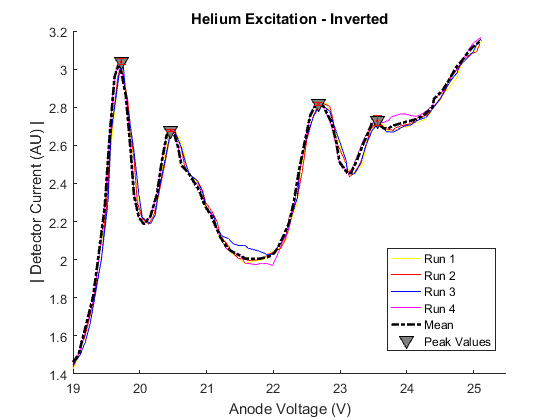 Helium Excitation - Inverted
| Detector Current (AU) |
3.2
3
2.8
2.6
2.4
2.2
2
1.8
1.6
1.4
19 20 21 22 23 24 25
Anode Voltage (V)
Run 1
Run 2
Run 3
Run 4
Mean
Peak Values